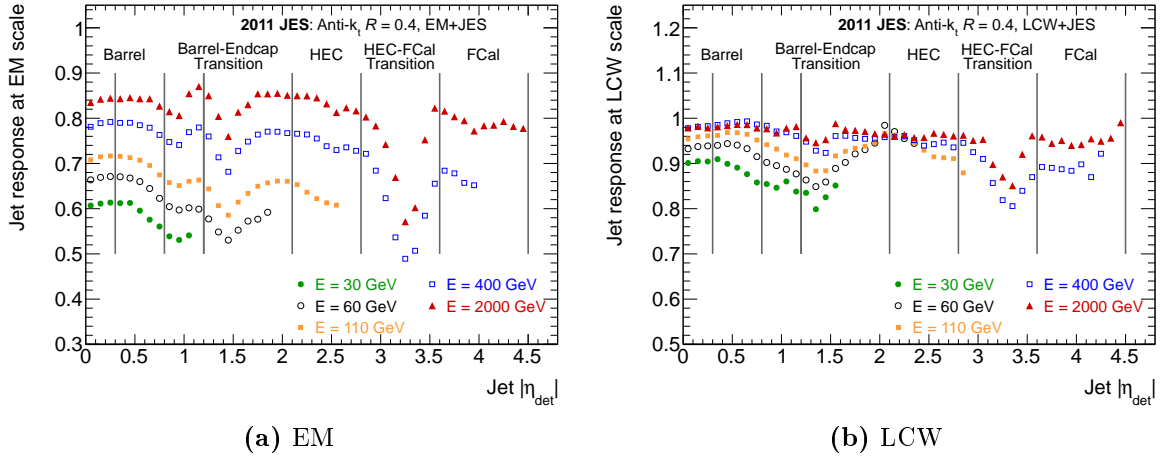 2011 JES: Anti-kt R = 0.4, EM+JES
Barrel
Barrel-Endcap
Transition
HEC
HEC-FCal
Transition
FCal
Jet response at EM scale
1
0.9
0.8
0.7
0.6
0.5
0.4
0.3
E = 30 GeV
E = 60 GeV
E = 110 GeV
E = 400 GeV
E = 2000 GeV
0 0.5 1 1.5 2 2.5 3 3.5 4 4.5
Jet |ηdet|
(a) EM
2011 JES: Anti-kt R = 0.4, LCW+JES
Barrel
Barrel-Endcap
Transition
HEC
HEC-FCal
Transition
FCal
Jet response at LCW scale
1.2
1.1
1
0.9
0.8
0.7
0.6
0.5
E = 30 GeV
E = 60 GeV
E = 110 GeV
E = 400 GeV
E = 2000 GeV
0 0.5 1 1.5 2 2.5 3 3.5 4 4.5
Jet |ηdet|
(b) LCW